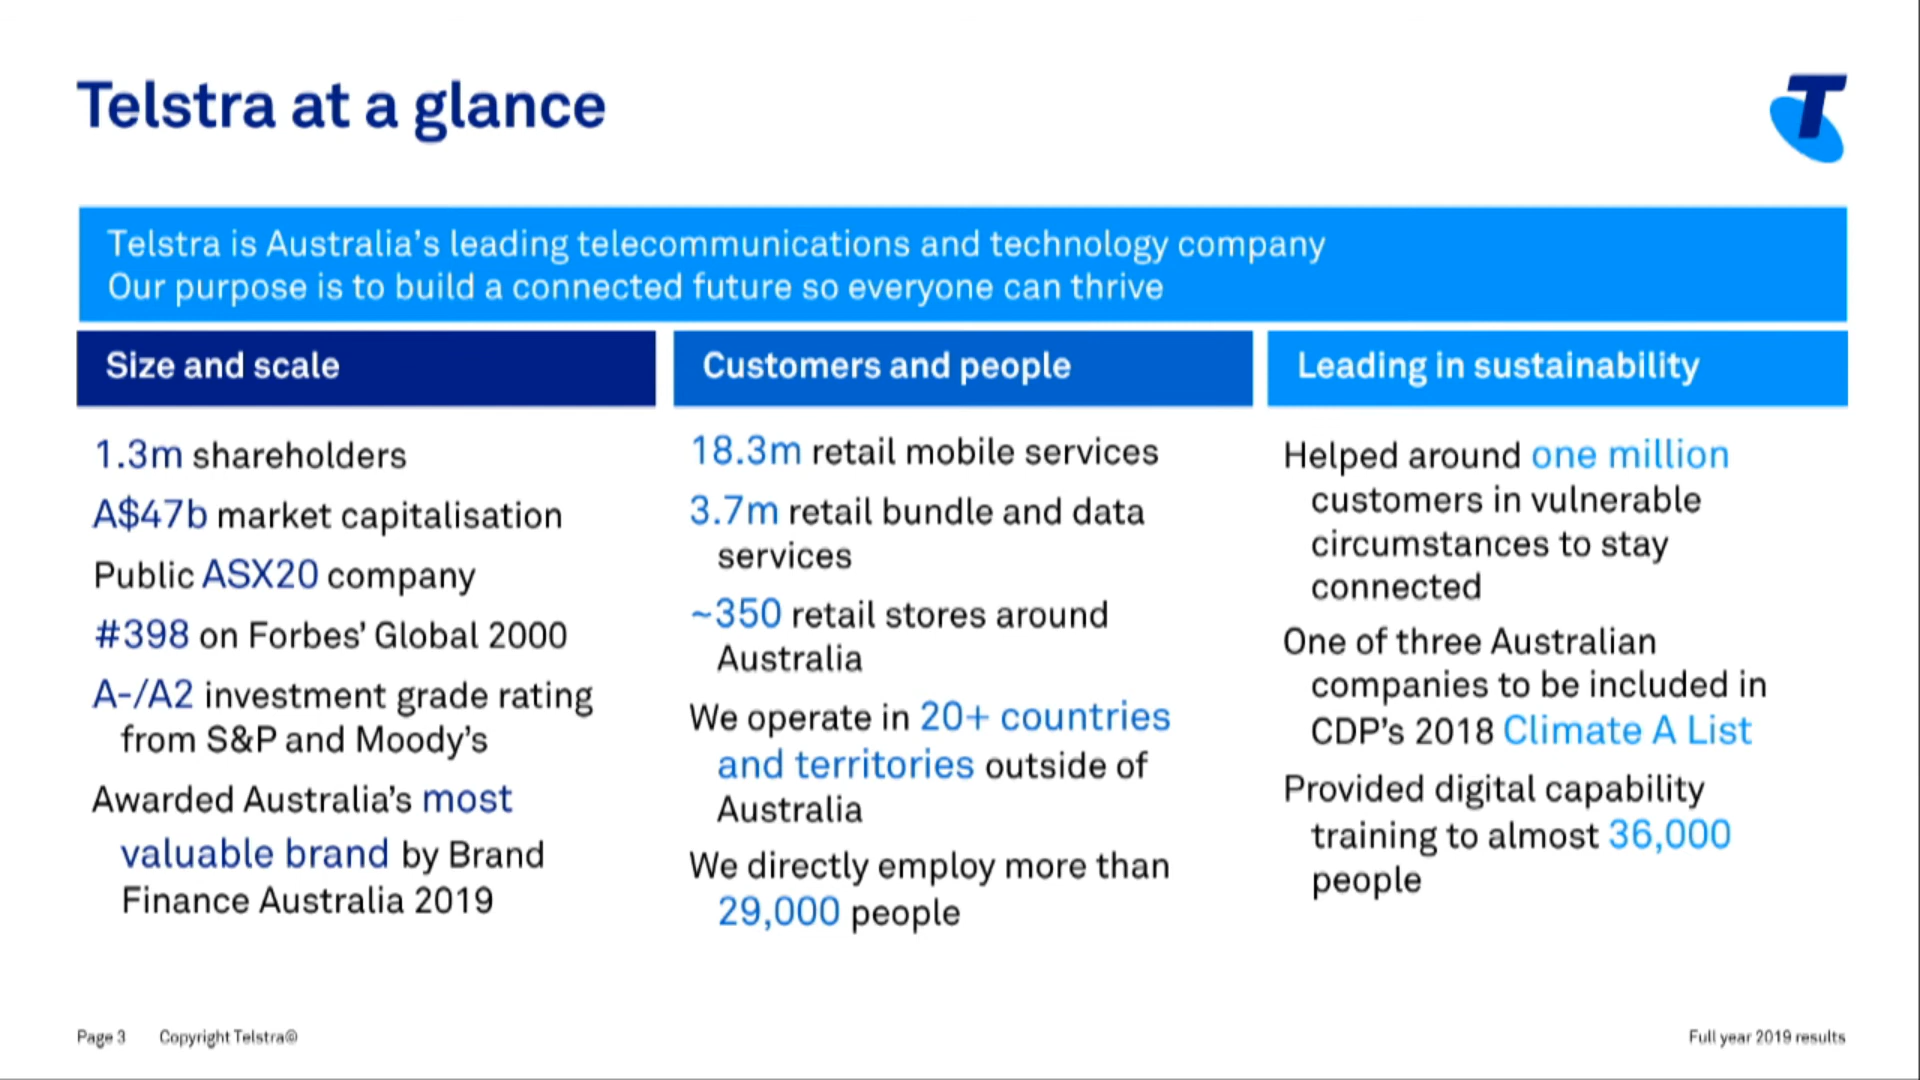 Telstra at a glance
T
Telstra is Australia's leading telecommunications and technology company
Our purpose is to build a connected future so everyone can thrive
Size and scale
1.3m shareholders
A$47b market capitalisation
Public ASX20 company
#398 on Forbes' Global 2000
A-/A2 investment grade rating
from S&P and Moody's
Awarded Australia's most
valuable brand by Brand
Finance Australia 2019
Customers and people
18.3m retail mobile services
3.7m retail bundle and data
services
~350 retail stores around
Australia
We operate in 20+ countries
and territories outside of
Australia
We directly employ more than
29,000 people
Leading in sustainability
Helped around one million
customers in vulnerable
circumstances to stay
connected
One of three Australian
companies to be included in
CDP's 2018 Climate A List
Provided digital capability
training to almost 36,000
people
Page 3 Copyright Telstra©
Full year 2019 results